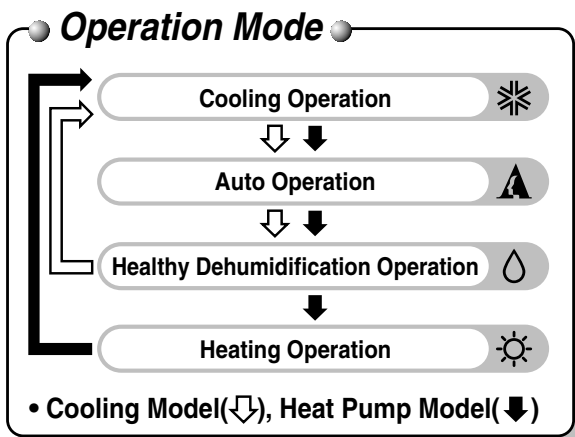 Operation Mode
Cooling Operation
Auto Operation
Healthy Dehumidification Operation
Heating Operation
• Cooling Model(⇩), Heat Pump Model(⬇)